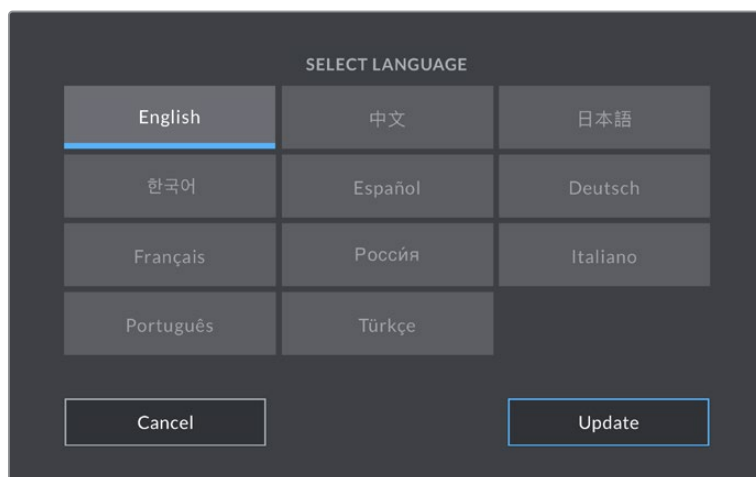 SELECT LANGUAGE
English
中文
日本語
한국어
Español
Deutsch
Français
Росси́я
Italiano
Português
Türkçe
Cancel
Update